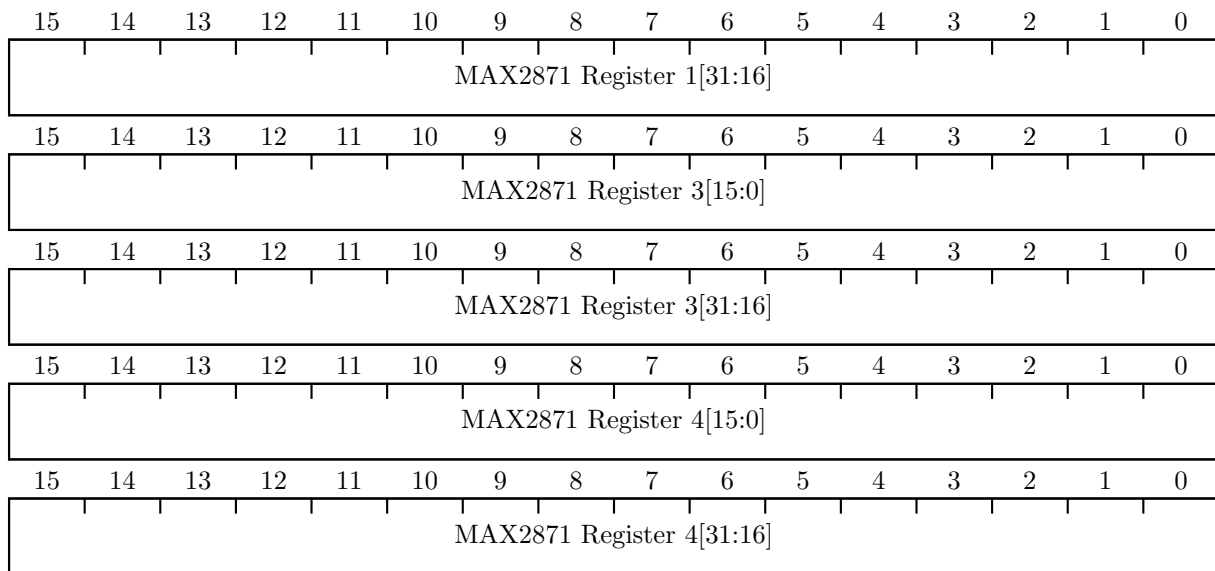 15 14 13 12 11 10 9 8 7 6 5 4 3 2 1 0
MAX2871 Register 1[31:16]
15 14 13 12 11 10 9 8 7 6 5 4 3 2 1 0
MAX2871 Register 3[15:0]
15 14 13 12 11 10 9 8 7 6 5 4 3 2 1 0
MAX2871 Register 3[31:16]
15 14 13 12 11 10 9 8 7 6 5 4 3 2 1 0
MAX2871 Register 4[15:0]
15 14 13 12 11 10 9 8 7 6 5 4 3 2 1 0
MAX2871 Register 4[31:16]